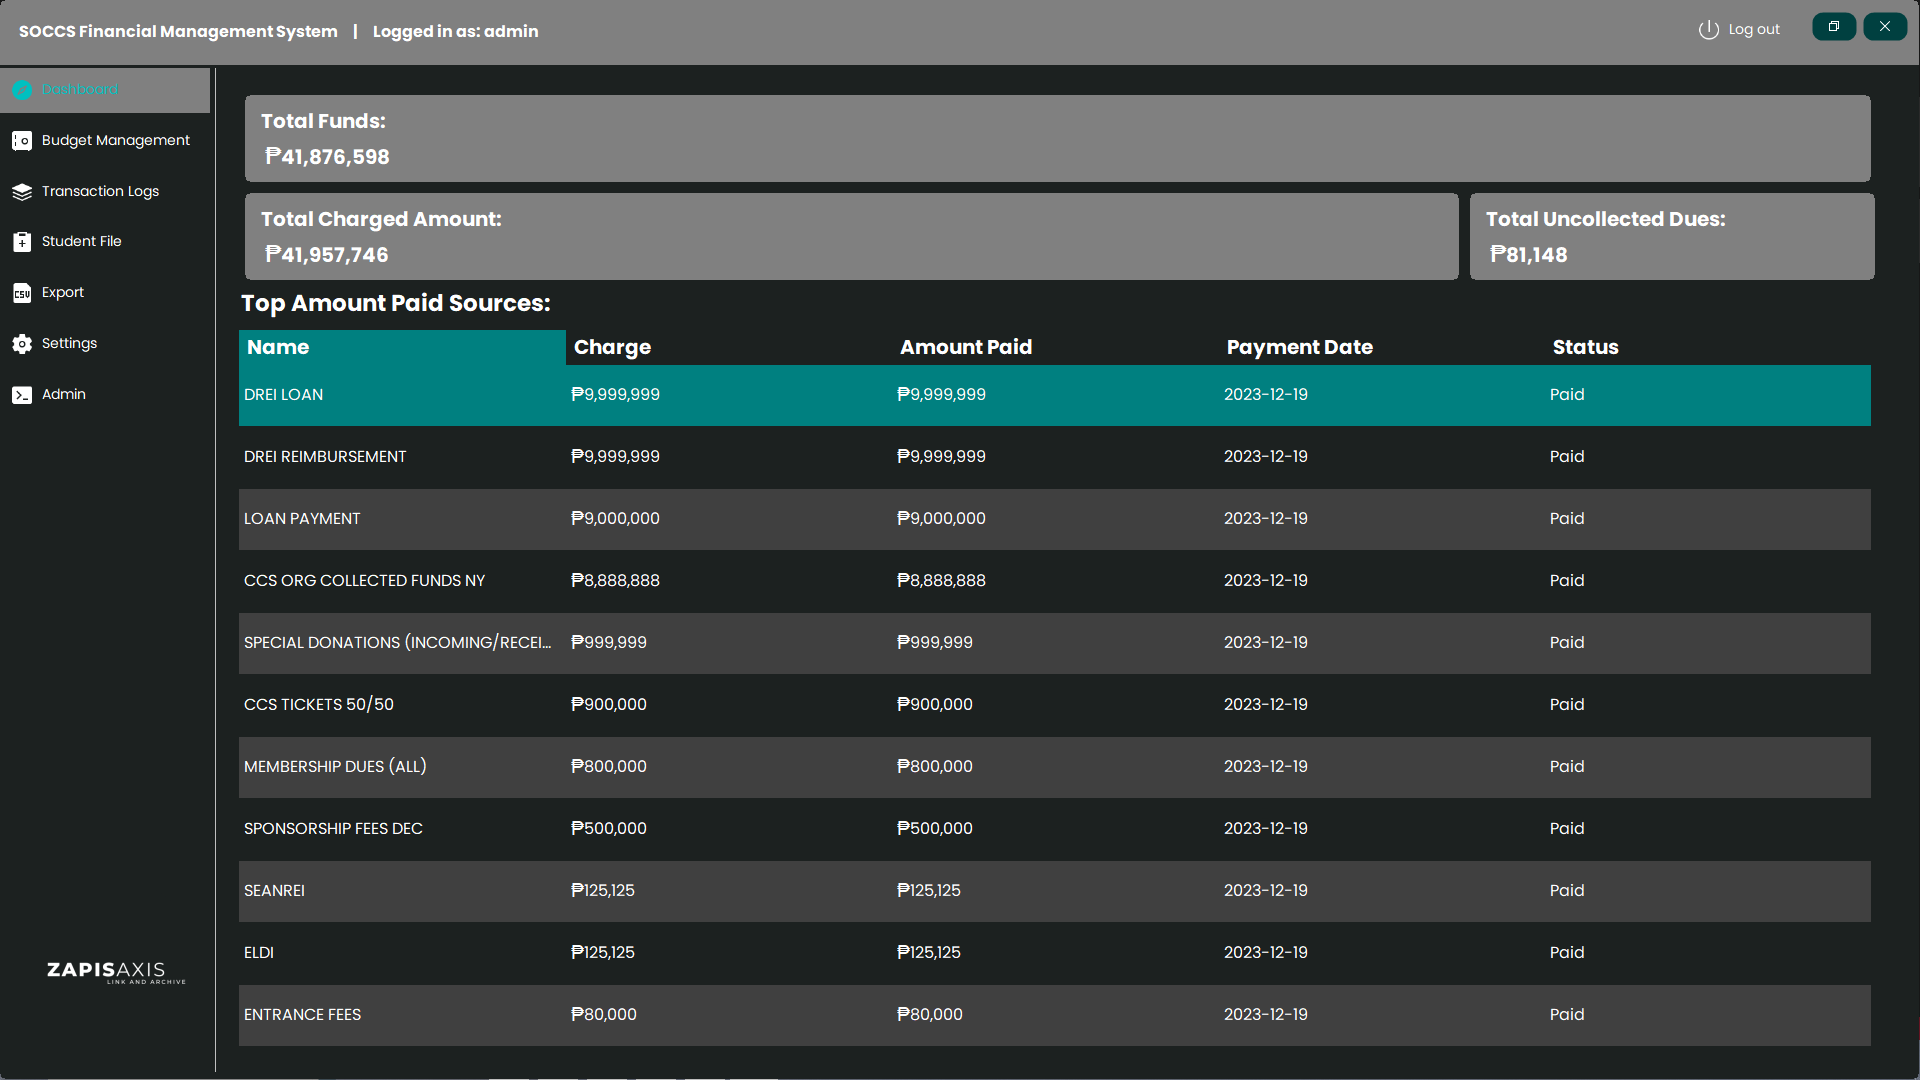 SOCCS Financial Management System | Logged in as: admin
Log out
Dashboard
Budget Management
Transaction Logs
Student File
CSV
Export
Settings
Admin
ZAPISAXIS
LINK AND ARCHIVE
Total Funds:
₱41,876,598
Total Charged Amount:
₱41,957,746
Total Uncollected Dues:
₱81,148
Top Amount Paid Sources:
Name Charge Amount Paid Payment Date Status
DREI LOAN ₱9,999,999 ₱9,999,999 2023-12-19 Paid
DREI REIMBURSEMENT ₱9,999,999 ₱9,999,999 2023-12-19 Paid
LOAN PAYMENT ₱9,000,000 ₱9,000,000 2023-12-19 Paid
CCS ORG COLLECTED FUNDS NY ₱8,888,888 ₱8,888,888 2023-12-19 Paid
SPECIAL DONATIONS (INCOMING/RECEI... ₱999,999 ₱999,999 2023-12-19 Paid
CCS TICKETS 50/50 ₱900,000 ₱900,000 2023-12-19 Paid
MEMBERSHIP DUES (ALL) ₱800,000 ₱800,000 2023-12-19 Paid
SPONSORSHIP FEES DEC ₱500,000 ₱500,000 2023-12-19 Paid
SEANREI ₱125,125 ₱125,125 2023-12-19 Paid
ELDI ₱125,125 ₱125,125 2023-12-19 Paid
ENTRANCE FEES ₱80,000 ₱80,000 2023-12-19 Paid